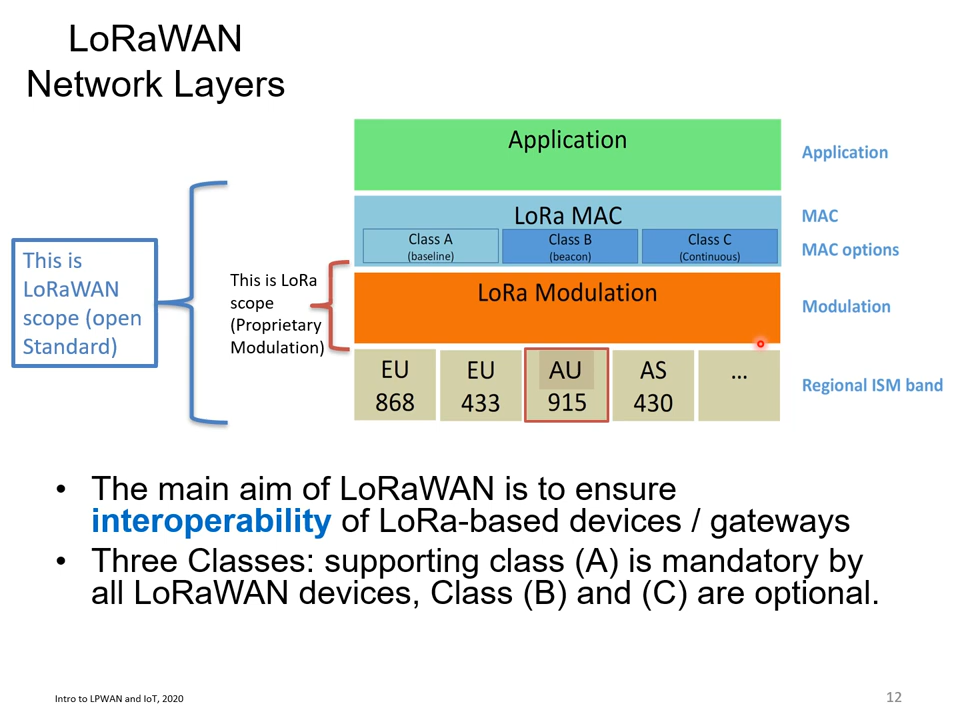 LoRaWAN
Network Layers
Application
Application
LoRa MAC
MAC
Class A
(baseline)
Class B
(beacon)
Class C
(Continuous)
MAC options
This is
LoRaWAN
scope (open
Standard)
This is LoRa
scope
(Proprietary
Modulation)
LoRa Modulation
Modulation
EU
868
EU
433
AU
915
AS
430
...
Regional ISM band
• The main aim of LoRaWAN is to ensure
interoperability of LoRa-based devices / gateways
• Three Classes: supporting class (A) is mandatory by
all LoRaWAN devices, Class (B) and (C) are optional.
Intro to LPWAN and IoT, 2020
12